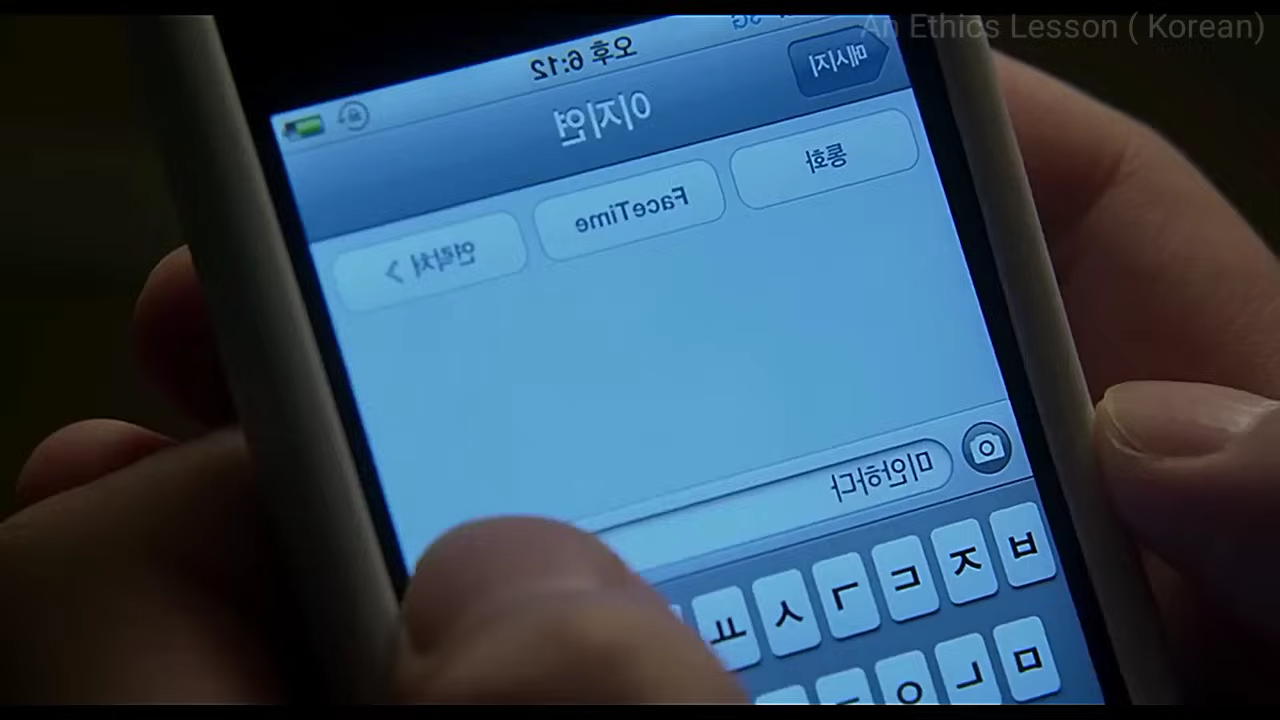 An Ethics Lesson ( Korean)
3G
오후 6:12
메시지
이지연
통화
FaceTime
연락처 >
미안하다
ㅂ ㅈ ㄷ ㄱ ㅅ ㅛ
ㅁ ㄴ ㅇ